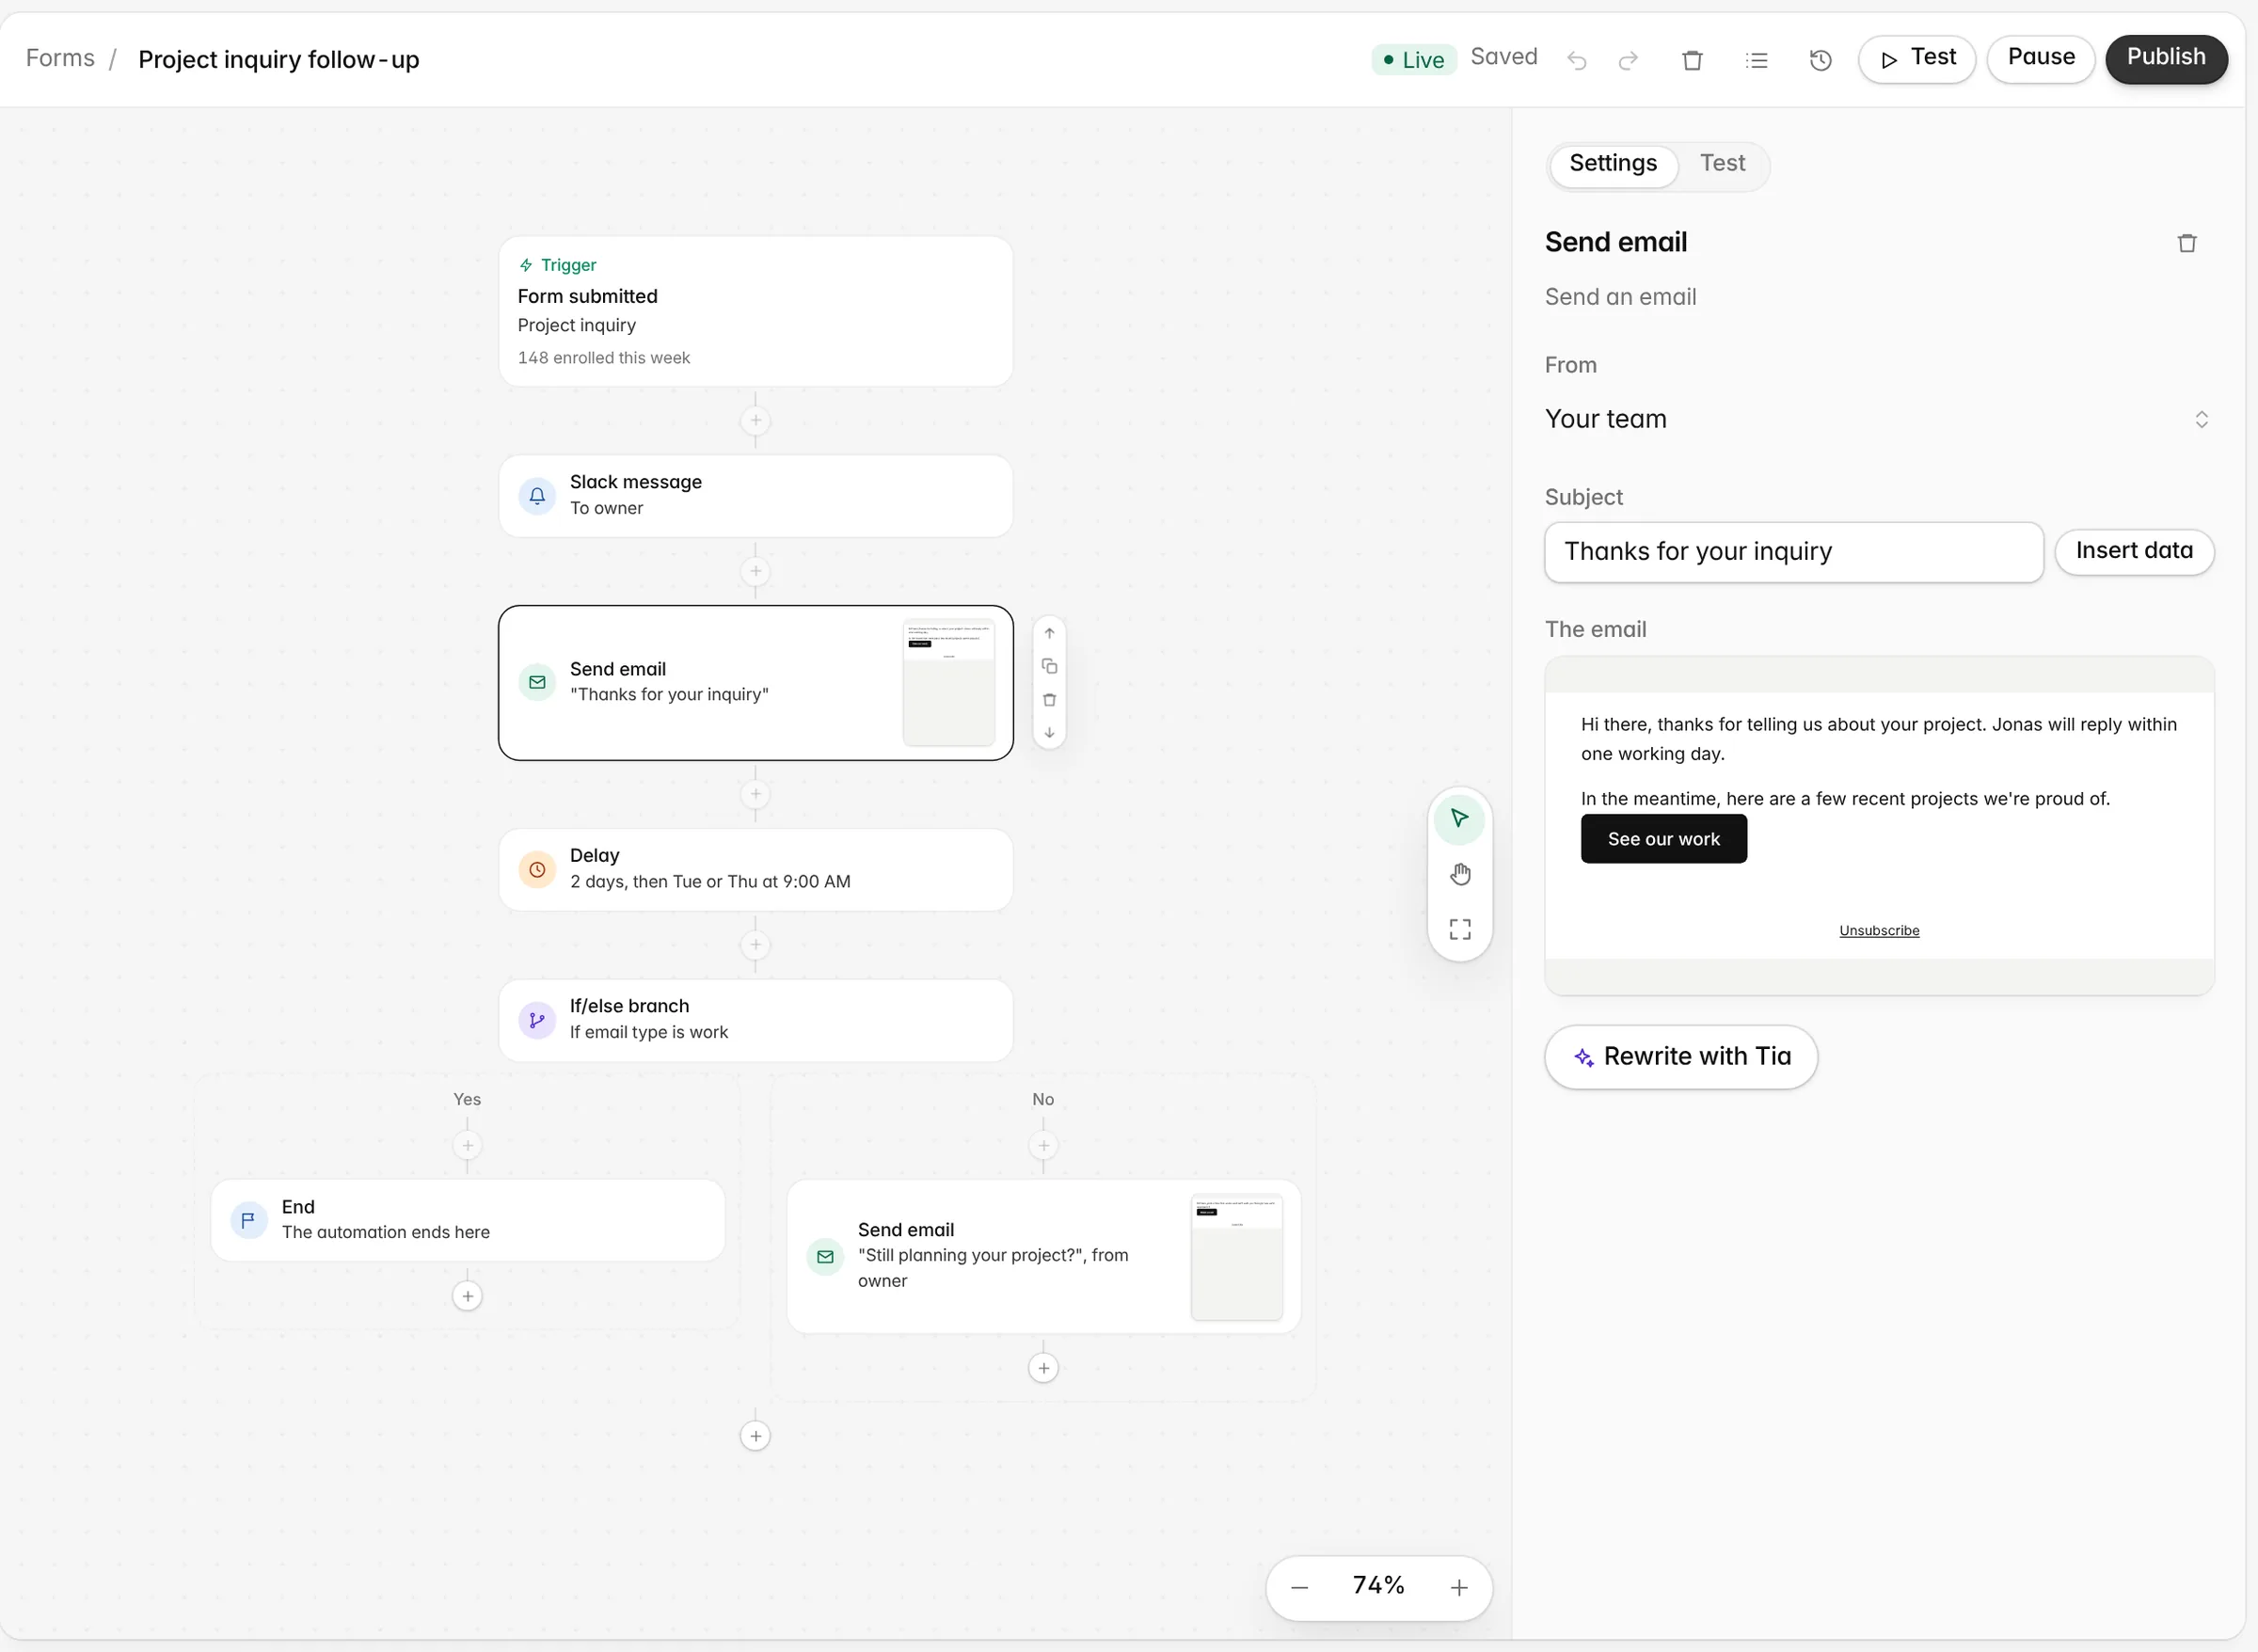 Forms / Project inquiry follow-up
Live Saved Test Pause Publish
Trigger
Form submitted
Project inquiry
148 enrolled this week
Slack message
To owner
Send email
"Thanks for your inquiry"
Delay
2 days, then Tue or Thu at 9:00 AM
If/else branch
If email type is work
Yes
End
The automation ends here
No
Send email
"Still planning your project?", from
owner
74%
Settings Test
Send email
Send an email
From
Your team
Subject
Thanks for your inquiry Insert data
The email
Hi there, thanks for telling us about your project. Jonas will reply within
one working day.
In the meantime, here are a few recent projects we're proud of.
See our work
Unsubscribe
Rewrite with Tia